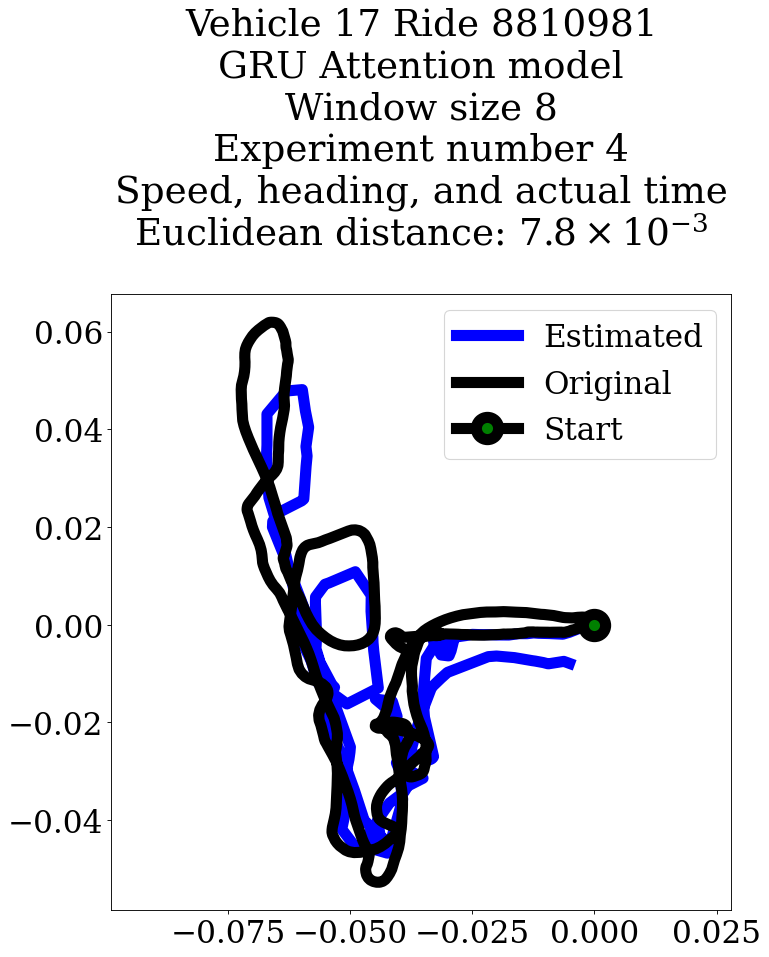 Vehicle 17 Ride 8810981
GRU Attention model
Window size 8
Experiment number 4
Speed, heading, and actual time
Euclidean distance: 7.8 × 10⁻³
Estimated
Original
Start
0.06
0.04
0.02
0.00
−0.02
−0.04
−0.075 −0.050 −0.025 0.000 0.025